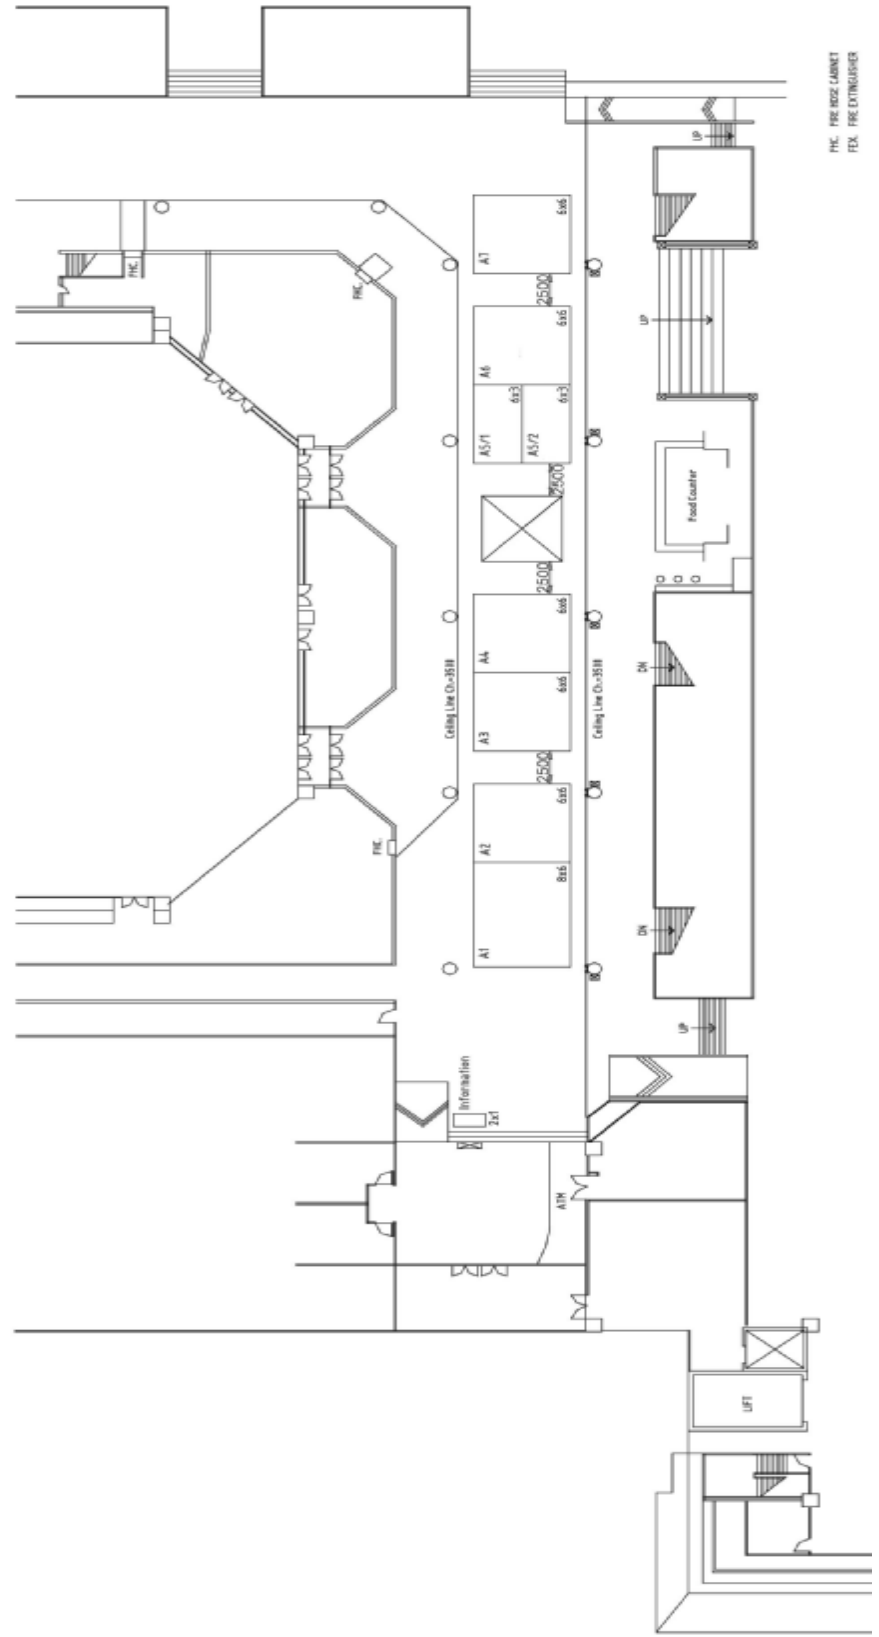 FHC. FIRE HOSE CABINET
FEX. FIRE EXTINGUISHER
UP
A7
6x6
FHC.
FHC.
2500
UP
A6
6x6
A5/1
6x3
A5/2
6x3
2500
Food Counter
2500
A4
6x6
DN
Ceiling Line Ch.=3500
Ceiling Line Ch.=3500
A3
6x6
2500
FHC.
A2
6x6
A1
8x6
DN
UP
Information
2x1
ATM
LIFT